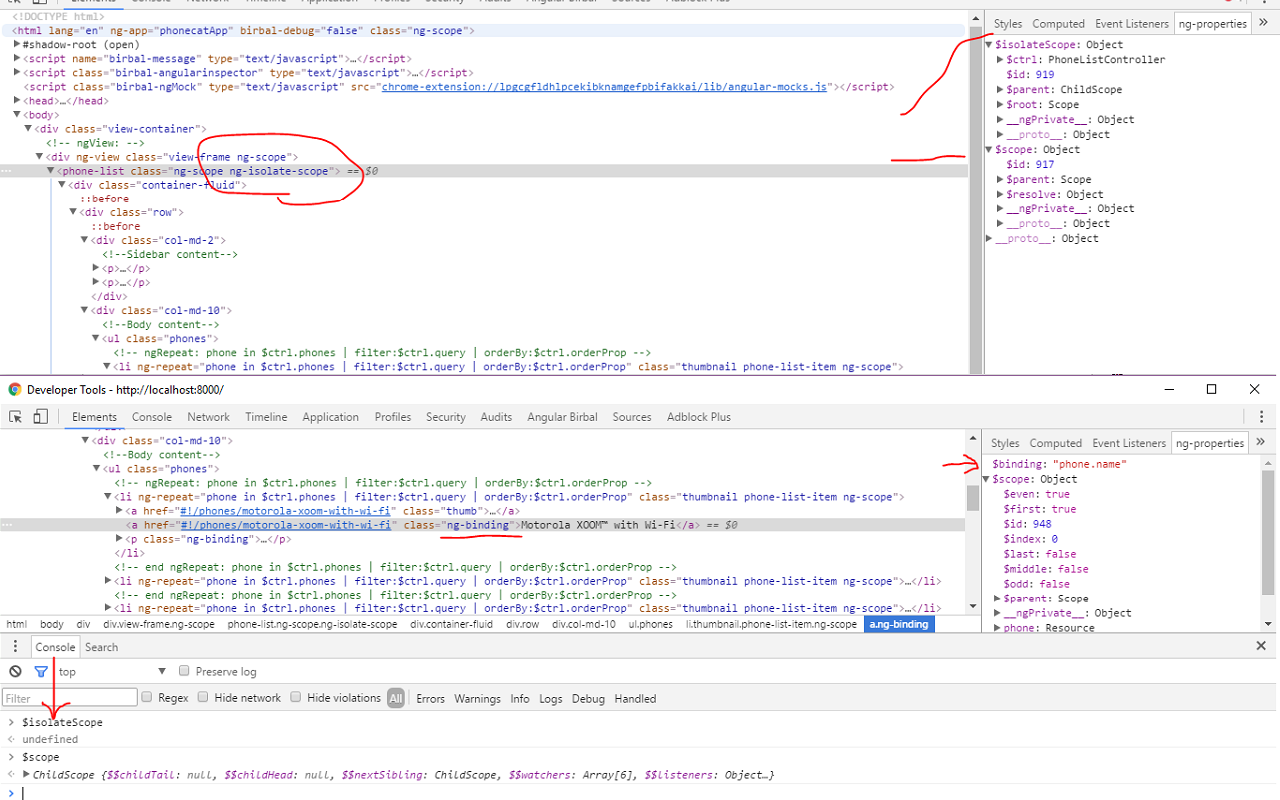 Elements Console Network Timeline Application Profiles Security Audits Angular Birbal Sources Adblock Plus
<!DOCTYPE html>
<html lang="en" ng-app="phonecatApp" birbal-debug="false" class="ng-scope">
#shadow-root (open)
<script name="birbal-message" type="text/javascript">…</script>
<script class="birbal-angularinspector" type="text/javascript">…</script>
<script class="birbal-ngMock" type="text/javascript" src="chrome-extension://lpgcgfldhlpcekibknamgefpbifakkai/lib/angular-mocks.js"></script>
<head>…</head>
<body>
<div class="view-container">
<!-- ngView: -->
<div ng-view class="view-frame ng-scope">
<phone-list class="ng-scope ng-isolate-scope"> == $0
<div class="container-fluid">
::before
<div class="row">
::before
<div class="col-md-2">
<!--Sidebar content-->
<p>…</p>
<p>…</p>
</div>
<div class="col-md-10">
<!--Body content-->
<ul class="phones">
<!-- ngRepeat: phone in $ctrl.phones | filter:$ctrl.query | orderBy:$ctrl.orderProp -->
<li ng-repeat="phone in $ctrl.phones | filter:$ctrl.query | orderBy:$ctrl.orderProp" class="thumbnail phone-list-item ng-scope">
Styles Computed Event Listeners ng-properties »
$isolateScope: Object
$ctrl: PhoneListController
$id: 919
$parent: ChildScope
$root: Scope
__ngPrivate__: Object
__proto__: Object
$scope: Object
$id: 917
$parent: Scope
$resolve: Object
__ngPrivate__: Object
__proto__: Object
__proto__: Object
Developer Tools - http://localhost:8000/
Elements Console Network Timeline Application Profiles Security Audits Angular Birbal Sources Adblock Plus
<div class="col-md-10">
<!--Body content-->
<ul class="phones">
<!-- ngRepeat: phone in $ctrl.phones | filter:$ctrl.query | orderBy:$ctrl.orderProp -->
<li ng-repeat="phone in $ctrl.phones | filter:$ctrl.query | orderBy:$ctrl.orderProp" class="thumbnail phone-list-item ng-scope">
<a href="#!/phones/motorola-xoom-with-wi-fi" class="thumb">…</a>
<a href="#!/phones/motorola-xoom-with-wi-fi" class="ng-binding">Motorola XOOM™ with Wi-Fi</a> == $0
<p class="ng-binding">…</p>
</li>
<!-- end ngRepeat: phone in $ctrl.phones | filter:$ctrl.query | orderBy:$ctrl.orderProp -->
<li ng-repeat="phone in $ctrl.phones | filter:$ctrl.query | orderBy:$ctrl.orderProp" class="thumbnail phone-list-item ng-scope">…</li>
<!-- end ngRepeat: phone in $ctrl.phones | filter:$ctrl.query | orderBy:$ctrl.orderProp -->
<li ng-repeat="phone in $ctrl.phones | filter:$ctrl.query | orderBy:$ctrl.orderProp" class="thumbnail phone-list-item ng-scope">…</li>
html body div div.view-frame.ng-scope phone-list.ng-scope.ng-isolate-scope div.container-fluid div.row div.col-md-10 ul.phones li.thumbnail.phone-list-item.ng-scope a.ng-binding
Styles Computed Event Listeners ng-properties »
$binding: "phone.name"
$scope: Object
$even: true
$first: true
$id: 948
$index: 0
$last: false
$middle: false
$odd: false
$parent: Scope
__ngPrivate__: Object
phone: Resource
Console Search
top Preserve log
Filter Regex Hide network Hide violations All Errors Warnings Info Logs Debug Handled
> $isolateScope
undefined
> $scope
ChildScope {$$childTail: null, $$childHead: null, $$nextSibling: ChildScope, $$watchers: Array[6], $$listeners: Object…}
>